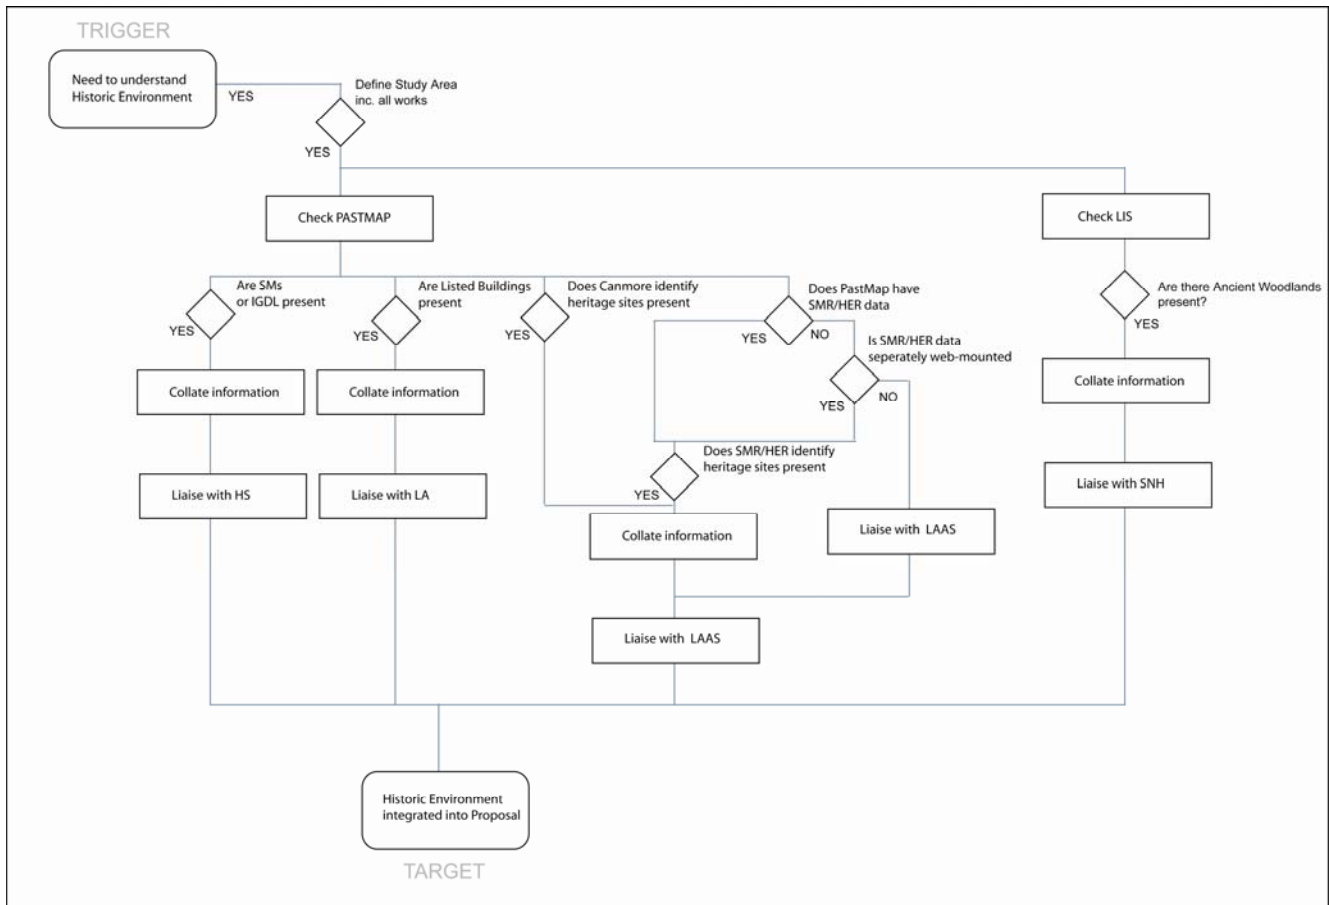 TRIGGER
Need to understand
Historic Environment
YES
Define Study Area
inc. all works
YES
Check PASTMAP
Check LIS
Are SMs
or IGDL present
YES
Are Listed Buildings
present
YES
Does Canmore identify
heritage sites present
YES
Does PastMap have
SMR/HER data
YES
NO
Is SMR/HER data
seperately web-mounted
YES
NO
Are there Ancient Woodlands
present?
YES
Collate information
Collate information
Collate information
Does SMR/HER identify
heritage sites present
YES
Liaise with HS
Liaise with LA
Liaise with SNH
Collate information
Liaise with LAAS
Liaise with LAAS
Historic Environment
integrated into Proposal
TARGET